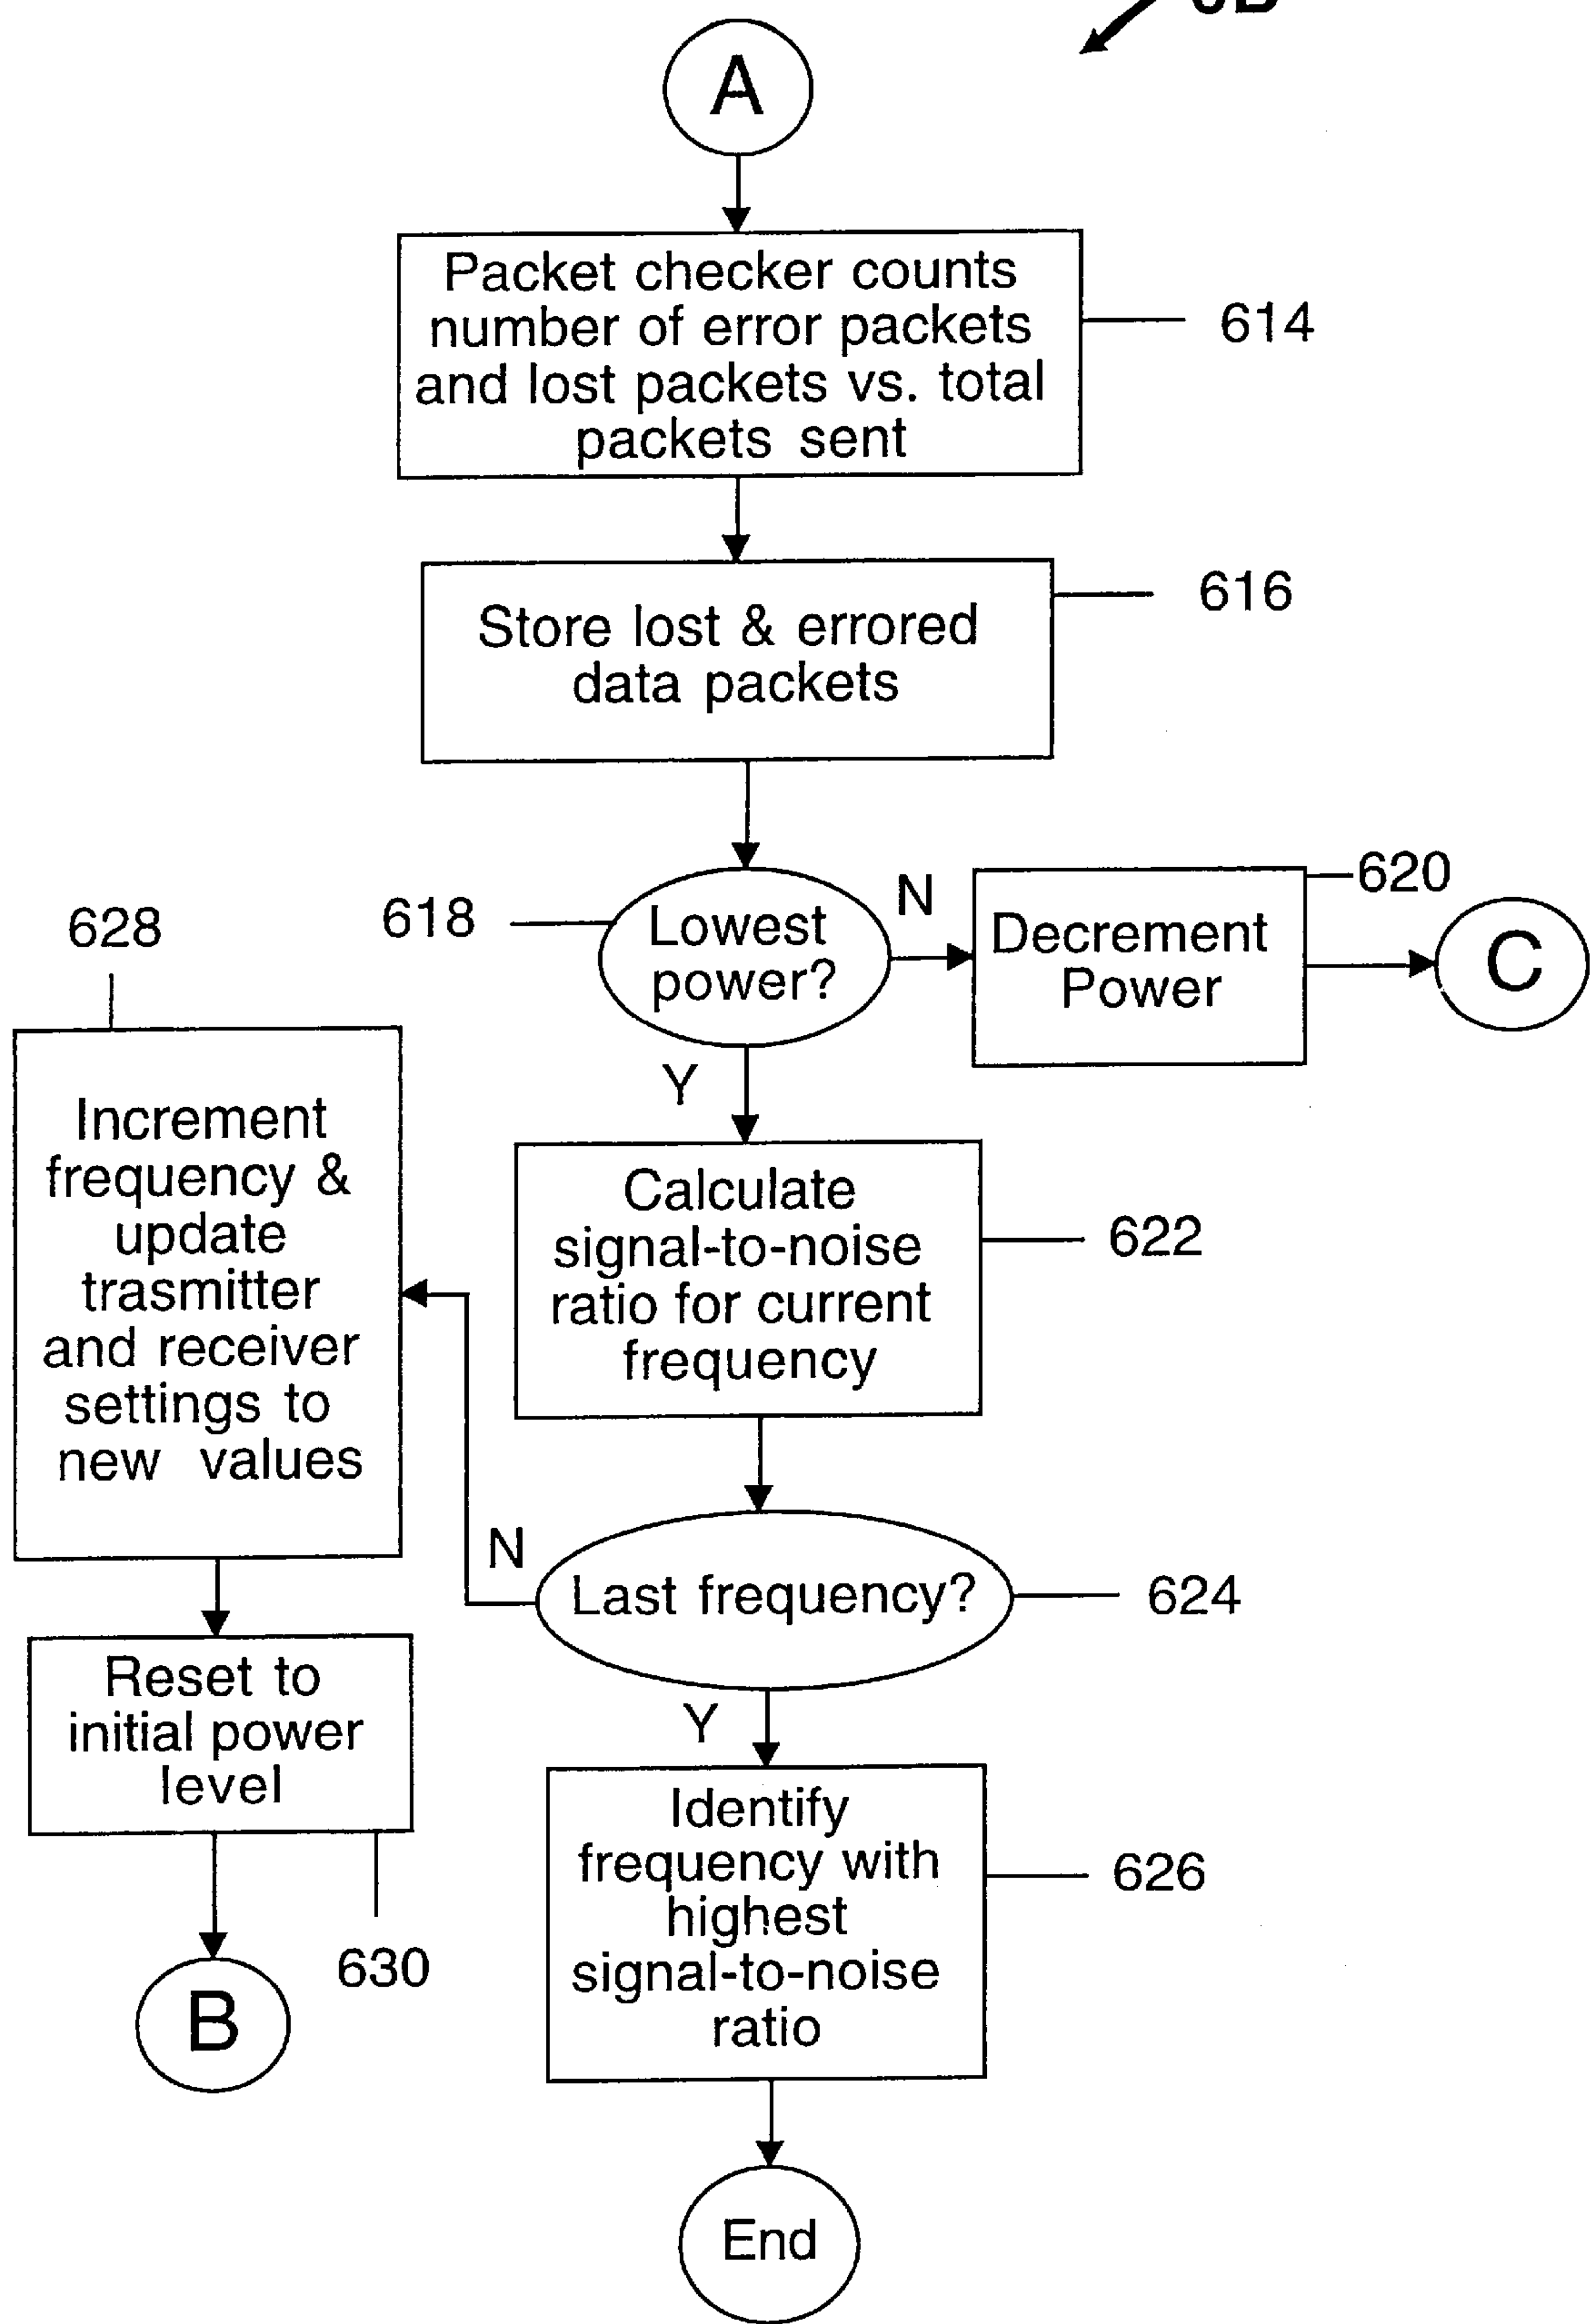 A
Packet checker counts
number of error packets
and lost packets vs. total
packets sent
614
Store lost & errored
data packets
616
618
Lowest
power?
N
Decrement
Power
620
C
Y
628
Increment
frequency &
update
trasmitter
and receiver
settings to
new values
Calculate
signal-to-noise
ratio for current
frequency
622
N
Last frequency?
624
Y
Reset to
initial power
level
630
B
Identify
frequency with
highest
signal-to-noise
ratio
626
End